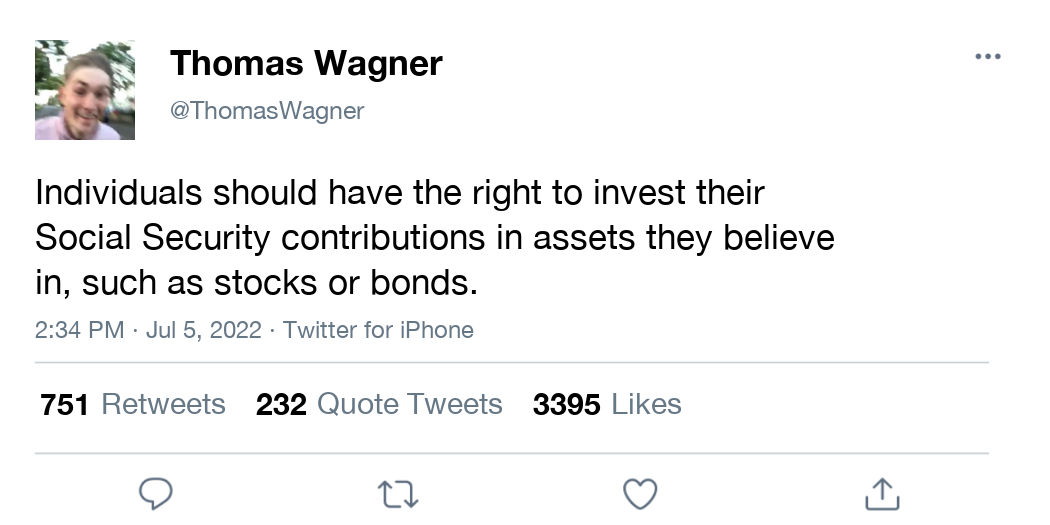 Thomas Wagner
@ThomasWagner
Individuals should have the right to invest their
Social Security contributions in assets they believe
in, such as stocks or bonds.
2:34 PM · Jul 5, 2022 · Twitter for iPhone
751 Retweets 232 Quote Tweets 3395 Likes